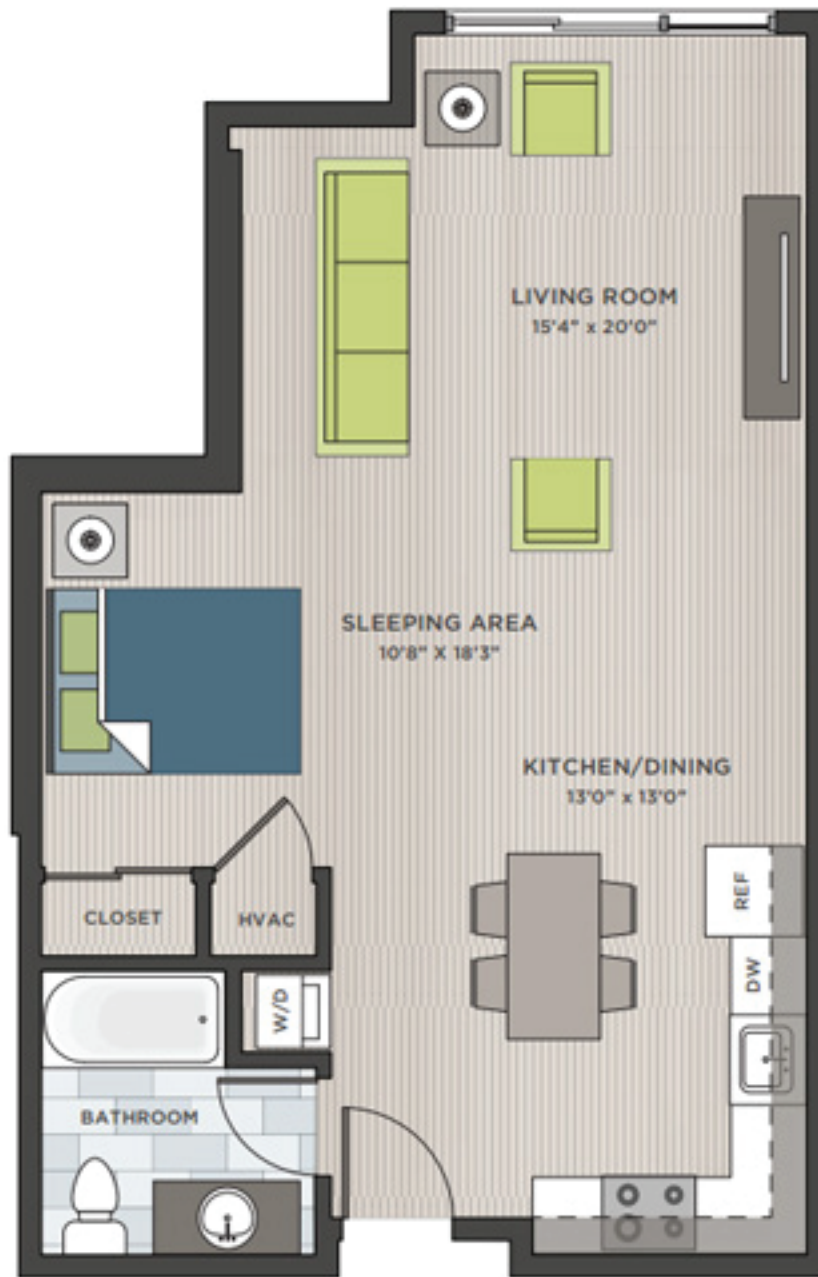 LIVING ROOM
15'4" x 20'0"
SLEEPING AREA
10'8" X 18'3"
KITCHEN/DINING
13'0" x 13'0"
REF
CLOSET
HVAC
DW
W/D
BATHROOM